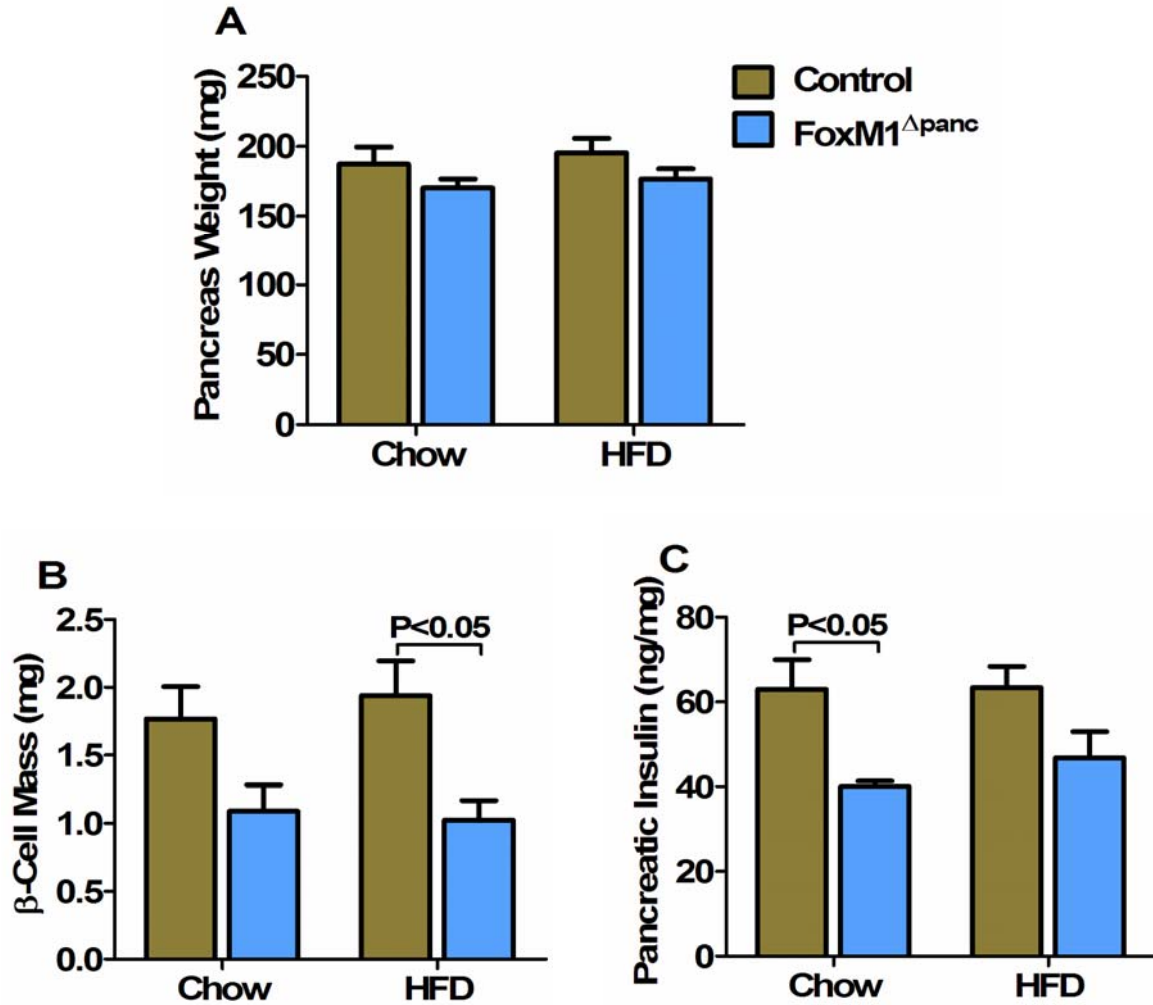 A
Pancreas Weight (mg)
250
200
150
100
50
0
Chow HFD
Control
FoxM1Δpanc
B
β-Cell Mass (mg)
2.5
2.0
1.5
1.0
0.5
0.0
P<0.05
Chow HFD
C
Pancreatic Insulin (ng/mg)
80
60
40
20
0
P<0.05
Chow HFD